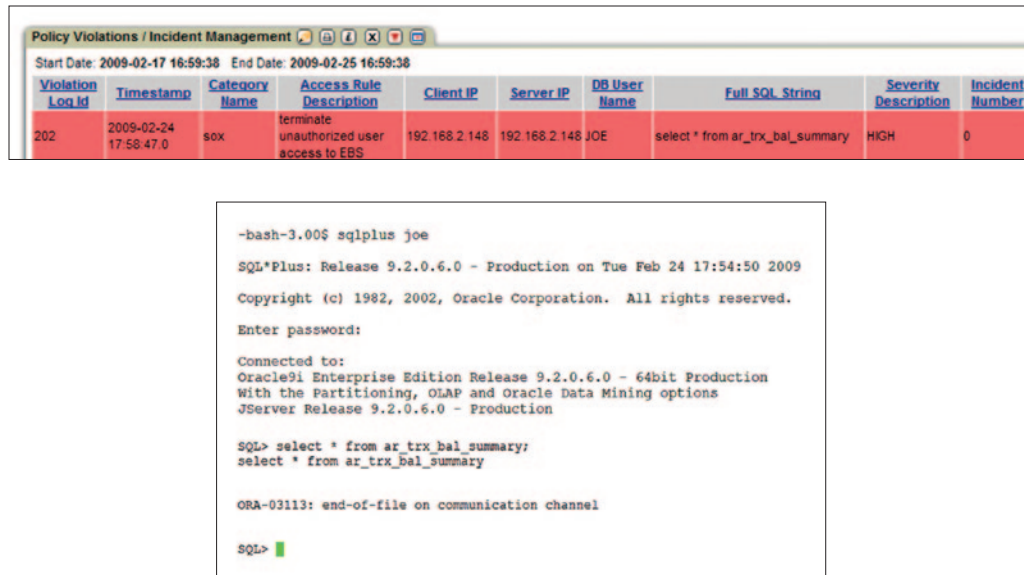 Policy Violations / Incident Management
Start Date: 2009-02-17 16:59:38 End Date: 2009-02-25 16:59:38
Violation Log Id Timestamp Category Name Access Rule Description Client IP Server IP DB User Name Full SQL String Severity Description Incident Number
202 2009-02-24 17:58:47.0 sox terminate unauthorized user access to EBS 192.168.2.148 192.168.2.148 JOE select * from ar_trx_bal_summary HIGH 0
-bash-3.00$ sqlplus joe
SQL*Plus: Release 9.2.0.6.0 - Production on Tue Feb 24 17:54:50 2009
Copyright (c) 1982, 2002, Oracle Corporation. All rights reserved.
Enter password:
Connected to:
Oracle9i Enterprise Edition Release 9.2.0.6.0 - 64bit Production
With the Partitioning, OLAP and Oracle Data Mining options
JServer Release 9.2.0.6.0 - Production
SQL> select * from ar_trx_bal_summary;
select * from ar_trx_bal_summary
ORA-03113: end-of-file on communication channel
SQL>